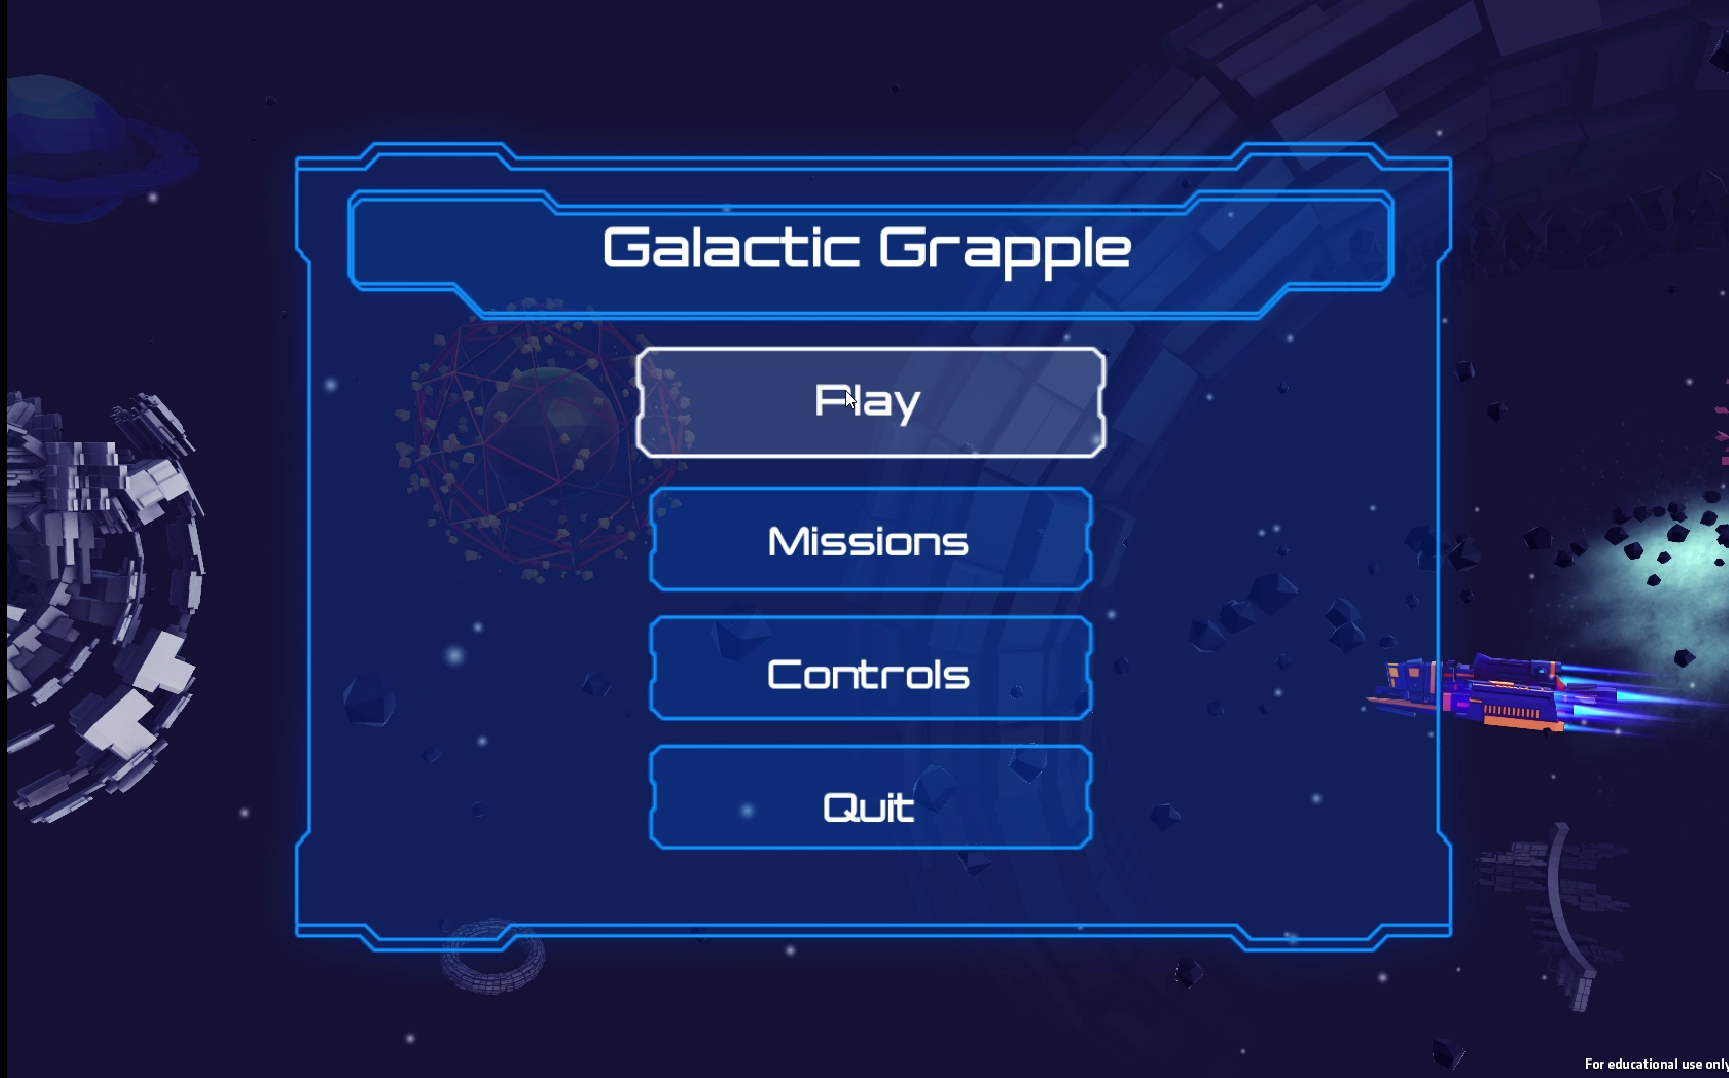 Galactic Grapple
Play
Missions
Controls
Quit
For educational use only